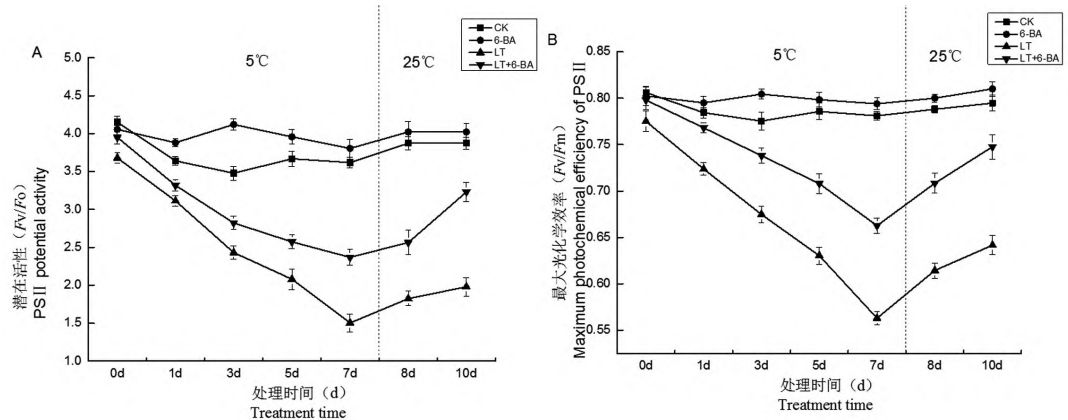 A
5℃
25℃
CK
6-BA
LT
LT+6-BA
4.5
4.0
3.5
3.0
2.5
2.0
1.5
1.0
潜在活性(Fv/Fo)
PSⅡ potential activity
0d 1d 3d 5d 7d 8d 10d
处理时间(d)
Treatment time
B
5℃
25℃
CK
6-BA
LT
LT+6-BA
0.85
0.80
0.75
0.70
0.65
0.60
0.55
最大光化学效率(Fv/Fm)
Maximum photochemical efficiency of PSⅡ
0d 1d 3d 5d 7d 8d 10d
处理时间(d)
Treatment time